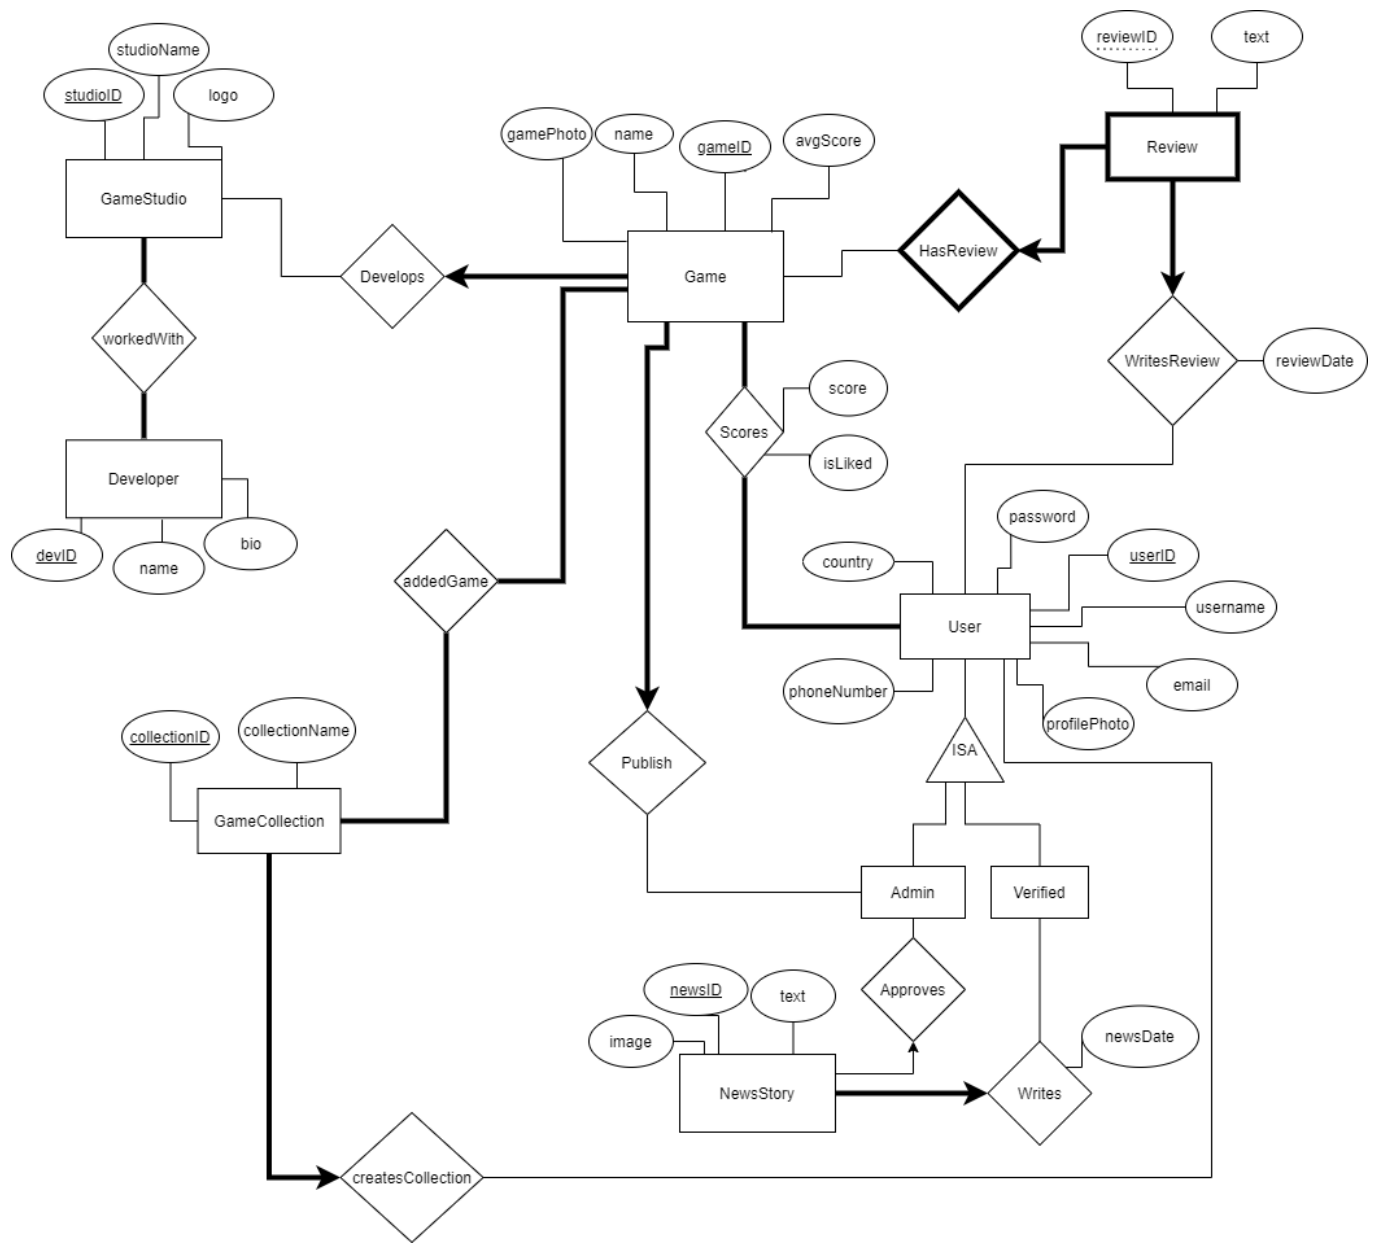 studioName
studioID
logo
GameStudio
workedWith
Developer
devID
name
bio
Develops
gamePhoto
name
gameID
avgScore
Game
reviewID
text
Review
HasReview
WritesReview
reviewDate
Scores
score
isLiked
addedGame
password
country
userID
username
User
email
phoneNumber
profilePhoto
ISA
collectionID
collectionName
GameCollection
Publish
Admin
Verified
Approves
newsID
text
image
NewsStory
newsDate
Writes
createsCollection